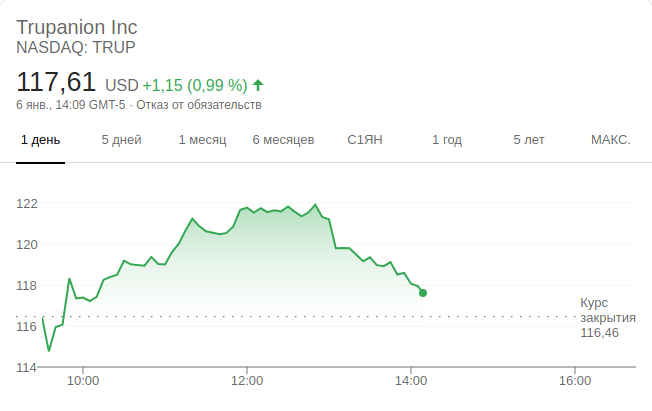 Trupanion Inc
NASDAQ: TRUP
117,61 USD +1,15 (0,99 %)
6 янв., 14:09 GMT-5 · Отказ от обязательств
1 день 5 дней 1 месяц 6 месяцев С1ЯН 1 год 5 лет МАКС.
122
120
118
116
114
Курс
закрытия
116,46
10:00 12:00 14:00 16:00